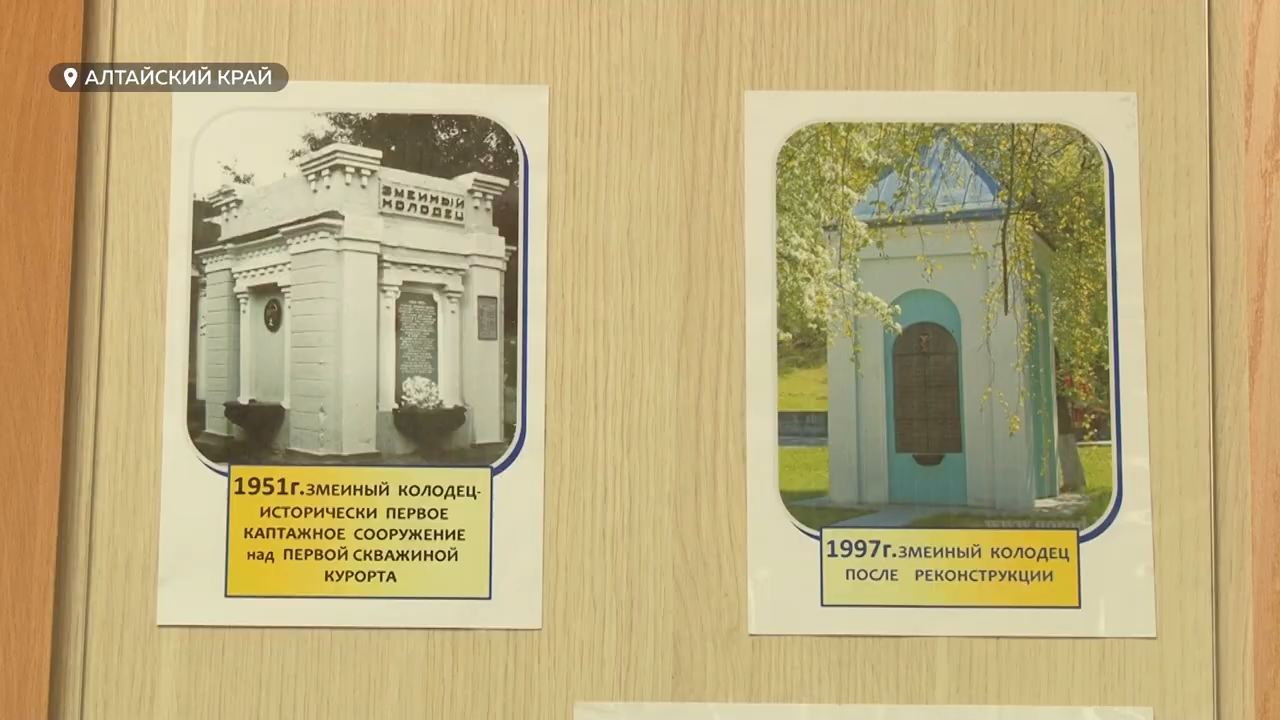 АЛТАЙСКИЙ КРАЙ
ЗМЕИНЫЙ
КОЛОДЕЦ
1951г.ЗМЕИНЫЙ КОЛОДЕЦ-
ИСТОРИЧЕСКИ ПЕРВОЕ
КАПТАЖНОЕ СООРУЖЕНИЕ
над ПЕРВОЙ СКВАЖИНОЙ
КУРОРТА
1997г.ЗМЕИНЫЙ КОЛОДЕЦ
ПОСЛЕ РЕКОНСТРУКЦИИ